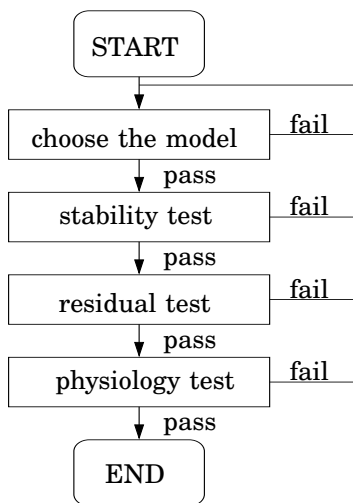 START
choose the model
fail
pass
stability test
fail
pass
residual test
fail
pass
physiology test
fail
pass
END